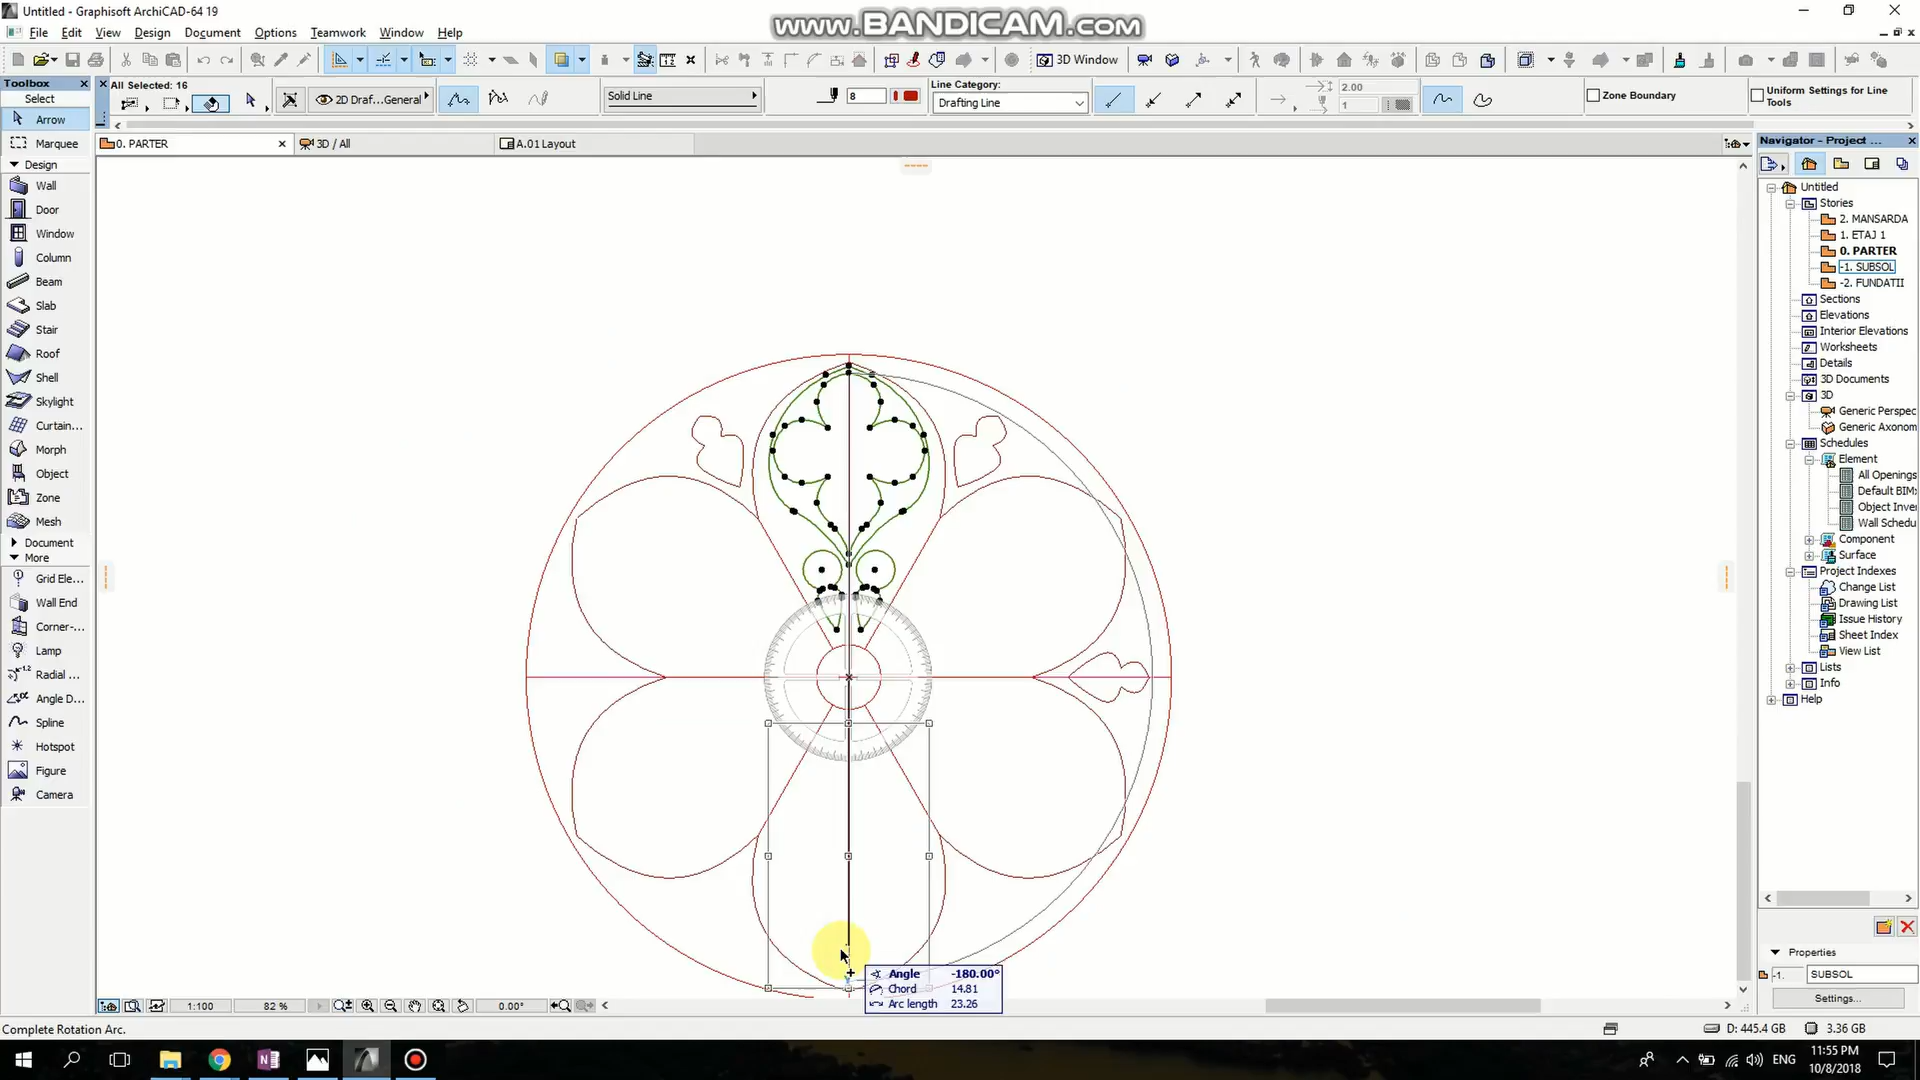 Untitled - Graphisoft ArchiCAD-64 19
www.BANDICAM.com
File Edit View Design Document Options Teamwork Window Help
3D Window
Toolbox
Select
Arrow
Marquee
Design
Wall
Door
Window
Column
Beam
Slab
Stair
Roof
Shell
Skylight
Curtain...
Morph
Object
Zone
Mesh
Document
More
Grid Ele...
Wall End
Corner-...
Lamp
Radial ...
Angle D...
Spline
Hotspot
Figure
Camera
All Selected: 16
2D Draf...General
Solid Line
8
Line Category:
Drafting Line
2.00
1
Zone Boundary
Uniform Settings for Line Tools
0. PARTER
3D / All
A.01 Layout
Angle -180.00°
Chord 14.81
Arc length 23.26
Navigator - Project ...
Untitled
Stories
2. MANSARDA
1. ETAJ 1
0. PARTER
-1. SUBSOL
-2. FUNDATII
Sections
Elevations
Interior Elevations
Worksheets
Details
3D Documents
3D
Generic Perspec
Generic Axonom
Schedules
Element
All Openings
Default BIMx
Object Inver
Wall Schedu
Component
Surface
Project Indexes
Change List
Drawing List
Issue History
Sheet Index
View List
Lists
Info
Help
Properties
-1. SUBSOL
Settings...
1:100
82 %
0.00°
Complete Rotation Arc.
D: 445.4 GB
3.36 GB
ENG
11:55 PM
10/8/2018